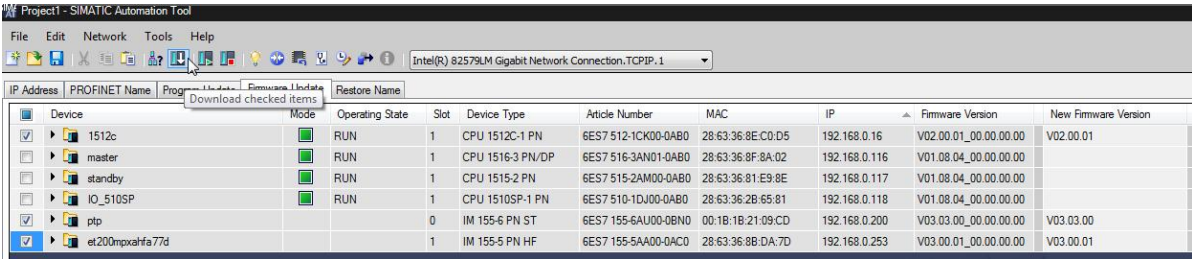 Project1 - SIMATIC Automation Tool
File Edit Network Tools Help
Intel(R) 82579LM Gigabit Network Connection.TCPIP.1
IP Address PROFINET Name Program Update Firmware Update Restore Name
Download checked items
Device Mode Operating State Slot Device Type Article Number MAC IP Firmware Version New Firmware Version
1512c RUN 1 CPU 1512C-1 PN 6ES7 512-1CK00-0AB0 28:63:36:8E:C0:D5 192.168.0.16 V02.00.01_00.00.00.00 V02.00.01
master RUN 1 CPU 1516-3 PN/DP 6ES7 516-3AN01-0AB0 28:63:36:8F:8A:02 192.168.0.116 V01.08.04_00.00.00.00
standby RUN 1 CPU 1515-2 PN 6ES7 515-2AM00-0AB0 28:63:36:81:E9:8E 192.168.0.117 V01.08.04_00.00.00.00
IO_510SP RUN 1 CPU 1510SP-1 PN 6ES7 510-1DJ00-0AB0 28:63:36:2B:65:81 192.168.0.118 V01.08.04_00.00.00.00
ptp 0 IM 155-6 PN ST 6ES7 155-6AU00-0BN0 00:1B:1B:21:09:CD 192.168.0.200 V03.03.00_00.00.00.00 V03.03.00
et200mpxahfa77d 1 IM 155-5 PN HF 6ES7 155-5AA00-0AC0 28:63:36:8B:DA:7D 192.168.0.253 V03.00.01_00.00.00.00 V03.00.01